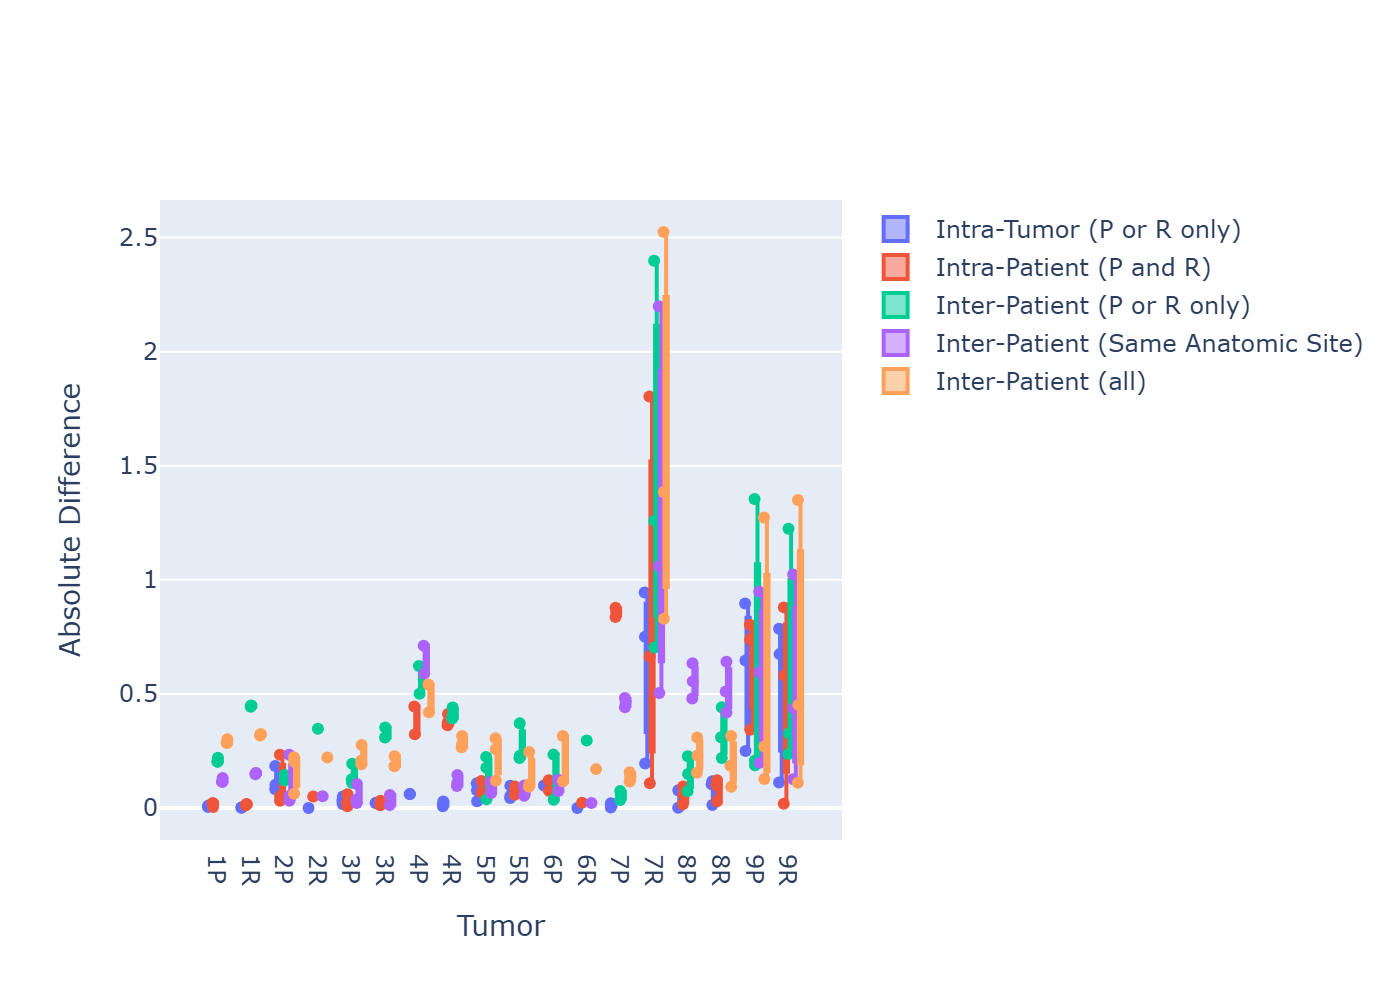 2.5
2
1.5
1
0.5
0
Absolute Difference
1P
1R
2P
2R
3P
3R
4P
4R
5P
5R
6P
6R
7P
7R
8P
8R
9P
9R
Tumor
Intra-Tumor (P or R only)
Intra-Patient (P and R)
Inter-Patient (P or R only)
Inter-Patient (Same Anatomic Site)
Inter-Patient (all)